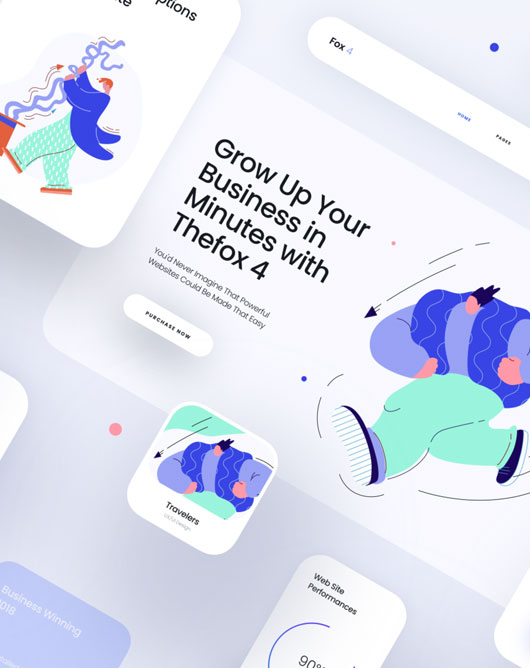 ptions
te
Fox 4
HOME
PAGES
Grow Up Your
Business in
Minutes with
Thefox 4
You'd Never Imagine That Powerful
Websites Could Be Made That Easy
PURCHASE NOW
Travelers
UX/UI Design
Web Site
Performances
90%
Business Winning
2018